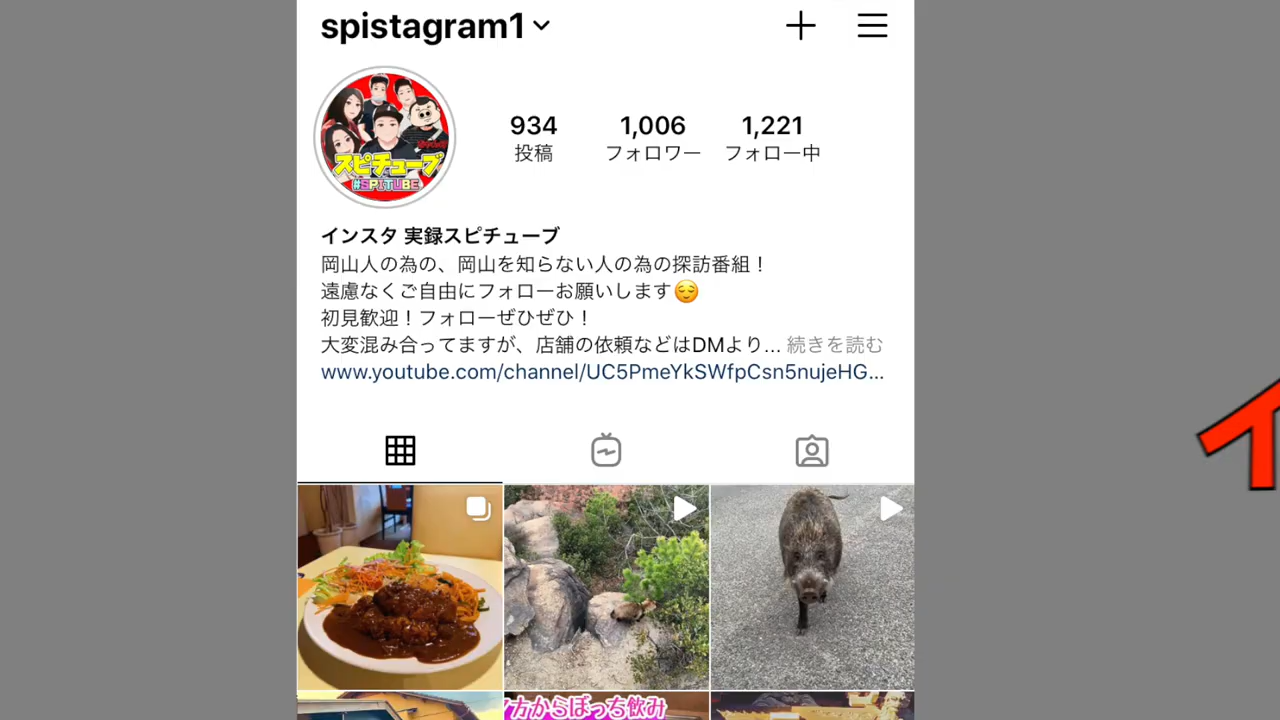 spistagram1
スピチューブ
#SPITUBE
934
1,006
1,221
投稿
フォロワー
フォロー中
インスタ 実録スピチューブ
岡山人の為の、岡山を知らない人の為の探訪番組！
遠慮なくご自由にフォローお願いします😌
初見歓迎！フォローぜひぜひ！
大変混み合ってますが、店舗の依頼などはDMより... 続きを読む
www.youtube.com/channel/UC5PmeYkSWfpCsn5nujeHG...
イ
夕方からぼっち飲み